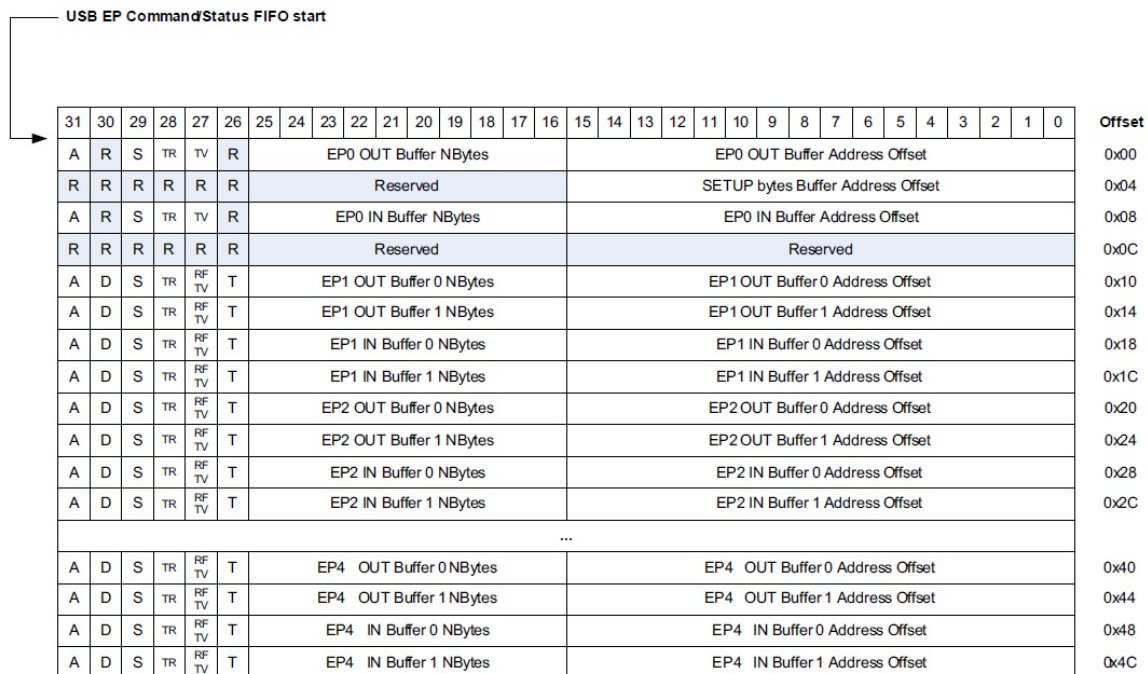 USB EP Command/Status FIFO start
31 30 29 28 27 26 25 24 23 22 21 20 19 18 17 16 15 14 13 12 11 10 9 8 7 6 5 4 3 2 1 0 Offset
A R S TR TV R EP0 OUT Buffer NBytes EP0 OUT Buffer Address Offset 0x00
R R R R R R Reserved SETUP bytes Buffer Address Offset 0x04
A R S TR TV R EP0 IN Buffer NBytes EP0 IN Buffer Address Offset 0x08
R R R R R R Reserved Reserved 0x0C
A D S TR RF TV T EP1 OUT Buffer 0 NBytes EP1 OUT Buffer 0 Address Offset 0x10
A D S TR RF TV T EP1 OUT Buffer 1 NBytes EP1 OUT Buffer 1 Address Offset 0x14
A D S TR RF TV T EP1 IN Buffer 0 NBytes EP1 IN Buffer 0 Address Offset 0x18
A D S TR RF TV T EP1 IN Buffer 1 NBytes EP1 IN Buffer 1 Address Offset 0x1C
A D S TR RF TV T EP2 OUT Buffer 0 NBytes EP2 OUT Buffer 0 Address Offset 0x20
A D S TR RF TV T EP2 OUT Buffer 1 NBytes EP2 OUT Buffer 1 Address Offset 0x24
A D S TR RF TV T EP2 IN Buffer 0 NBytes EP2 IN Buffer 0 Address Offset 0x28
A D S TR RF TV T EP2 IN Buffer 1 NBytes EP2 IN Buffer 1 Address Offset 0x2C
...
A D S TR RF TV T EP4 OUT Buffer 0 NBytes EP4 OUT Buffer 0 Address Offset 0x40
A D S TR RF TV T EP4 OUT Buffer 1 NBytes EP4 OUT Buffer 1 Address Offset 0x44
A D S TR RF TV T EP4 IN Buffer 0 NBytes EP4 IN Buffer 0 Address Offset 0x48
A D S TR RF TV T EP4 IN Buffer 1 NBytes EP4 IN Buffer 1 Address Offset 0x4C